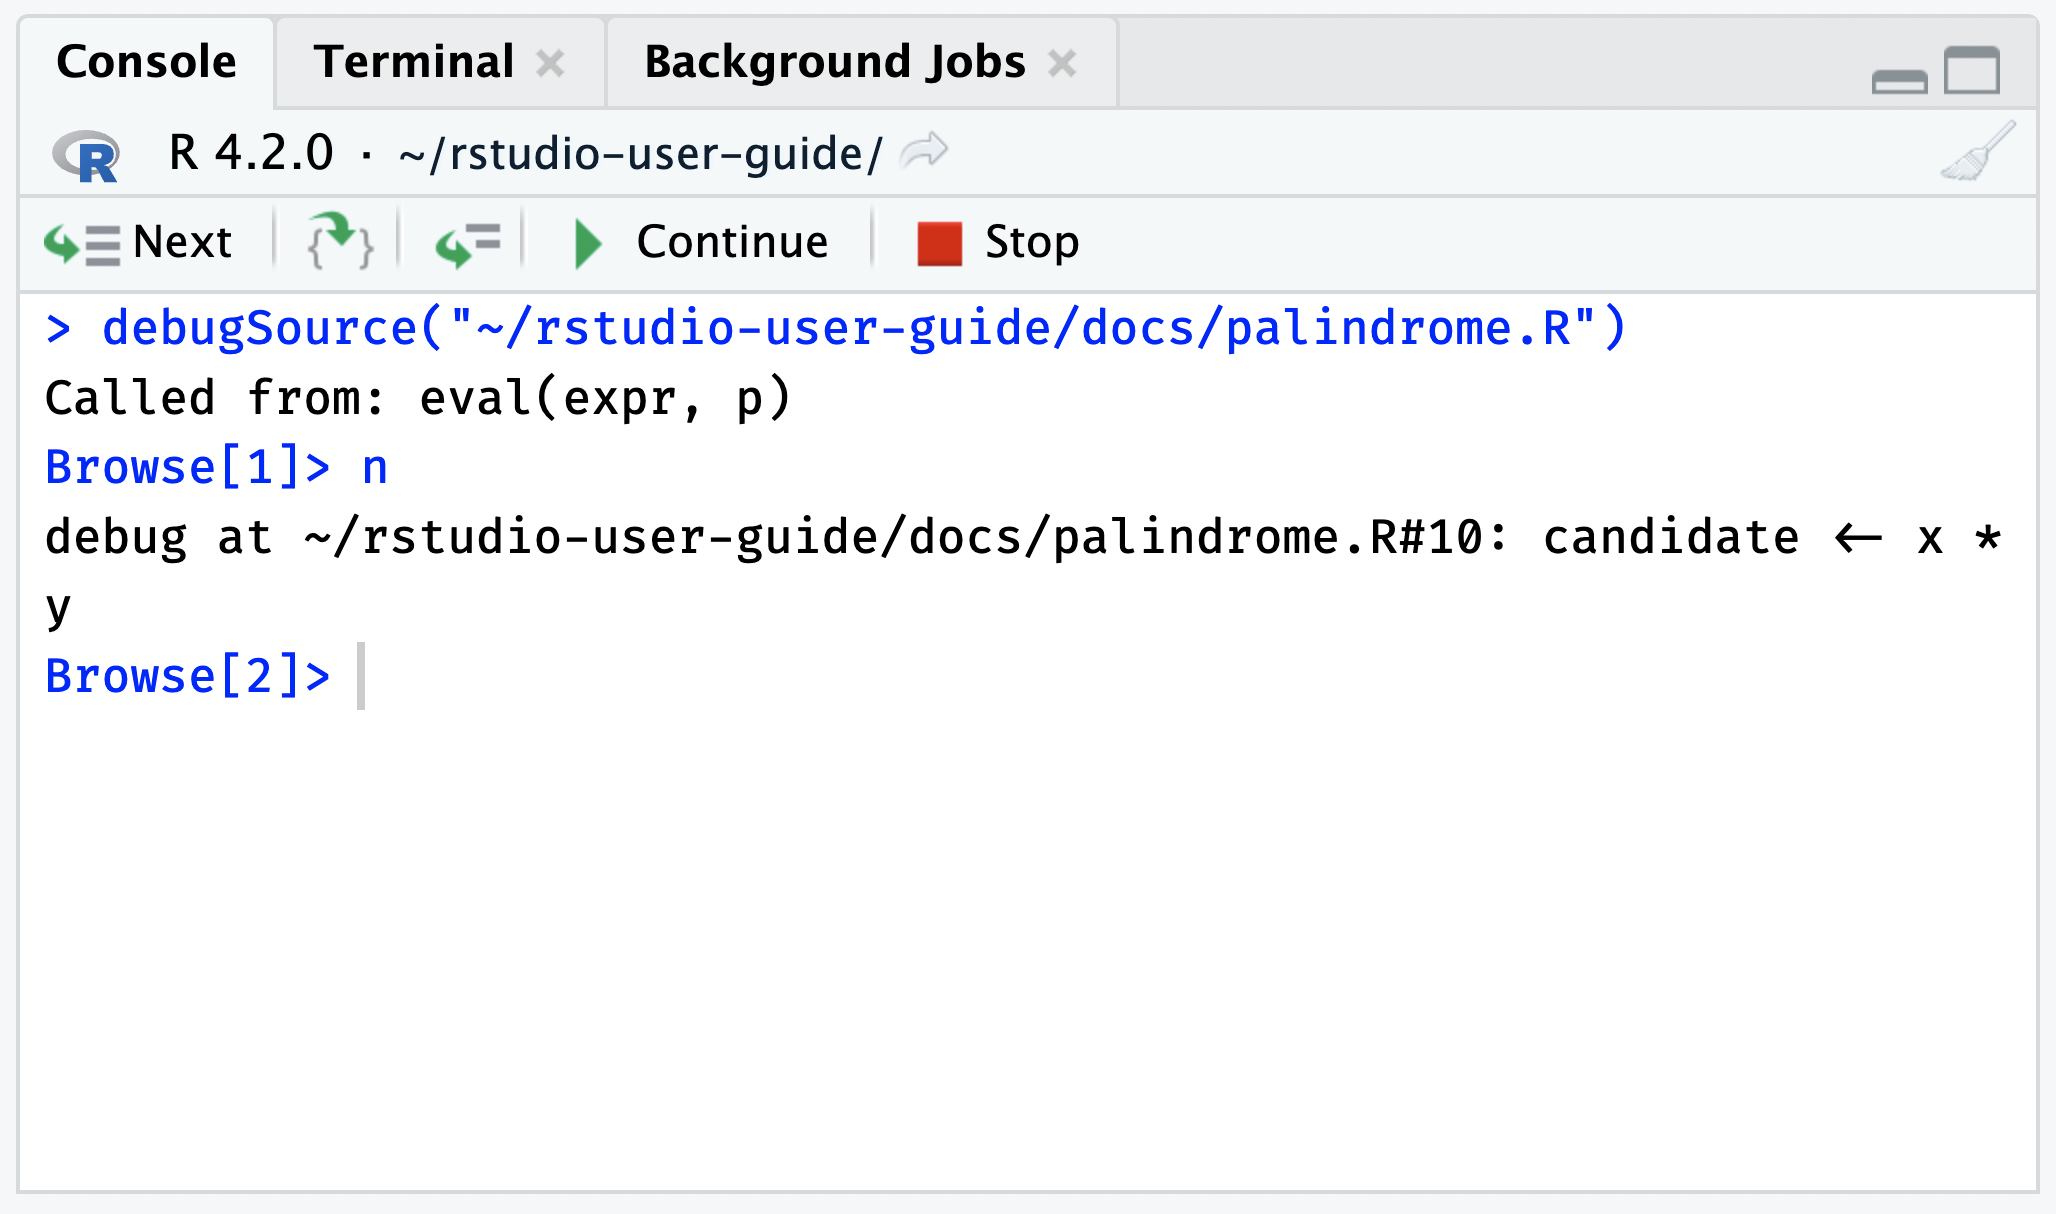 Console Terminal Background Jobs
R R 4.2.0 · ~/rstudio-user-guide/
Next Continue Stop
> debugSource("~/rstudio-user-guide/docs/palindrome.R")
Called from: eval(expr, p)
Browse[1]> n
debug at ~/rstudio-user-guide/docs/palindrome.R#10: candidate <- x *
y
Browse[2]>